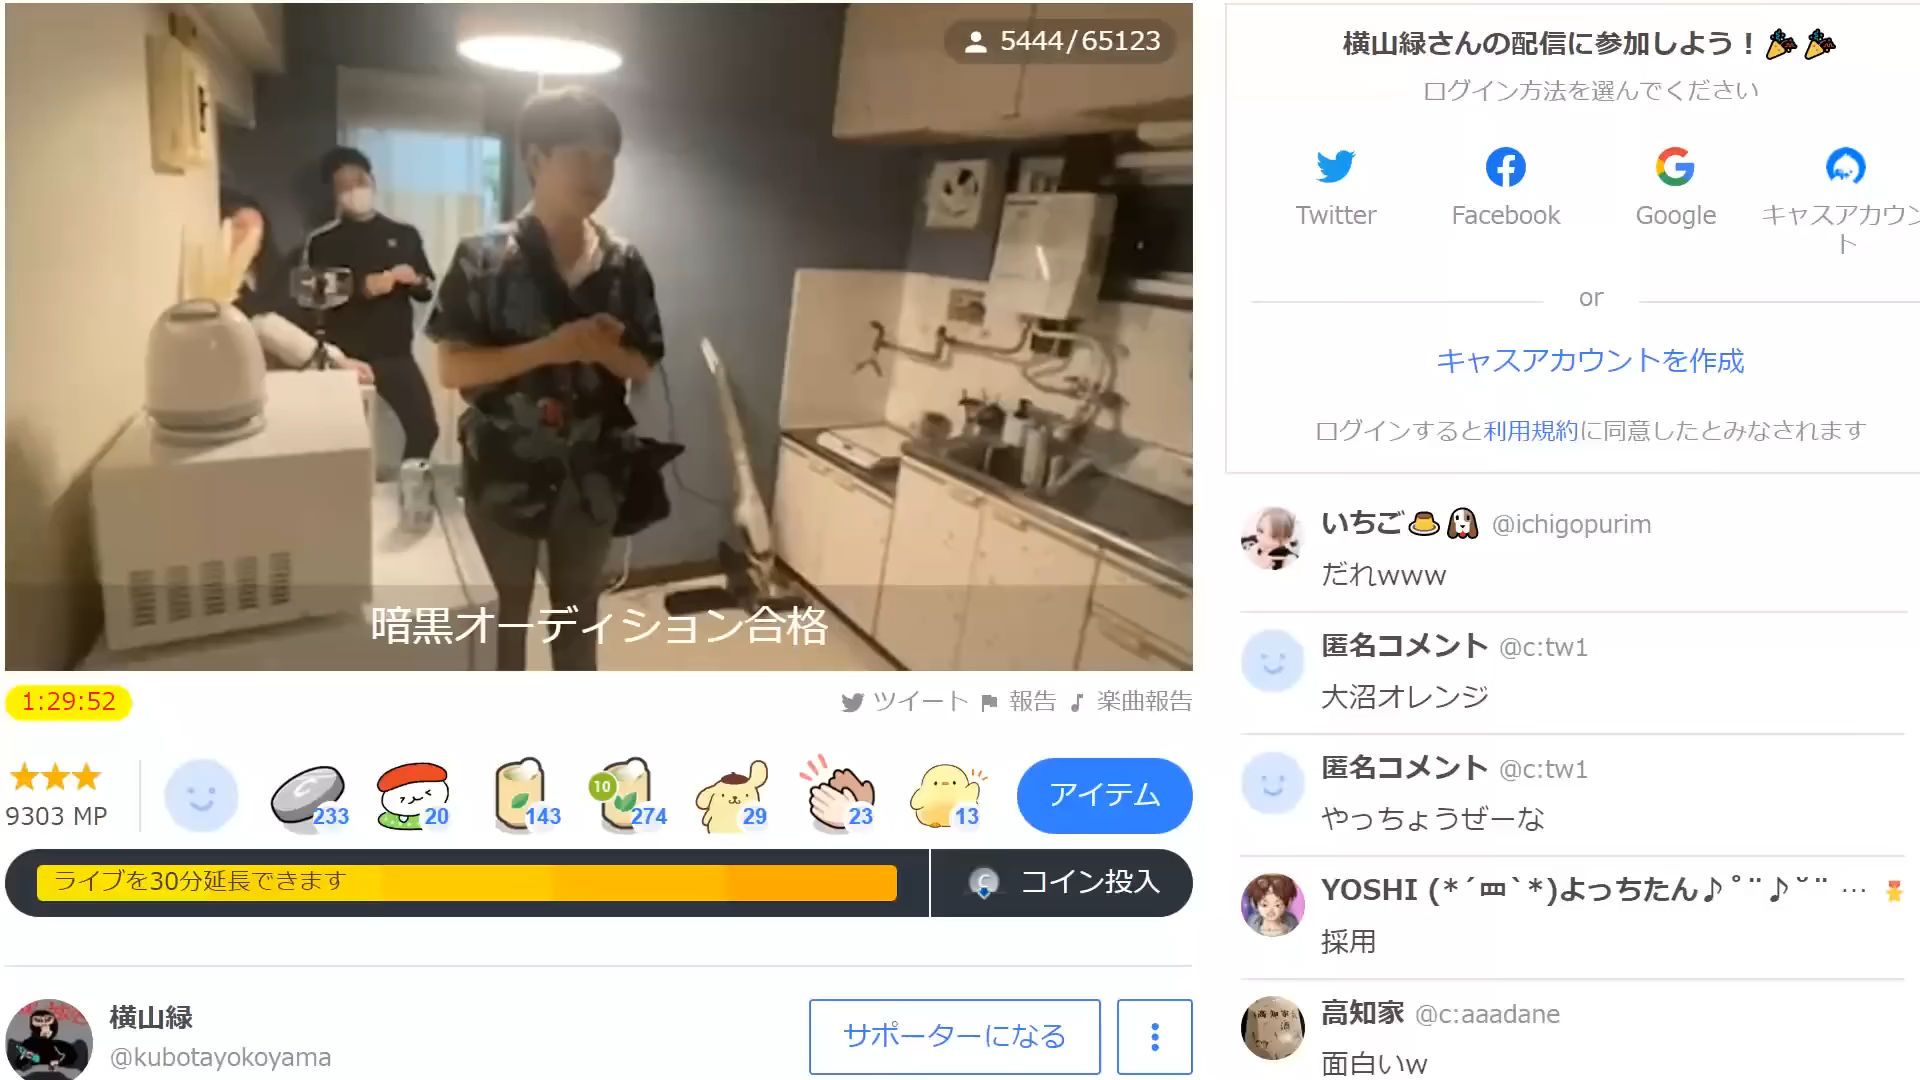 5444/65123
暗黒オーディション合格
1:29:52
ツイート 報告 楽曲報告
9303 MP
233
20
143
10
274
29
23
13
アイテム
ライブを30分延長できます
コイン投入
横山緑
@kubotayokoyama
サポーターになる
横山緑さんの配信に参加しよう！
ログイン方法を選んでください
Twitter
Facebook
Google
キャスアカウン
ト
or
キャスアカウントを作成
ログインすると利用規約に同意したとみなされます
いちご @ichigopurim
だれwww
匿名コメント @c:tw1
大沼オレンジ
匿名コメント @c:tw1
やっちょうぜーな
YOSHI (*´罒`*)よっちたん♪˚¨♪˘¨ …
採用
高知家 @c:aaadane
面白いw